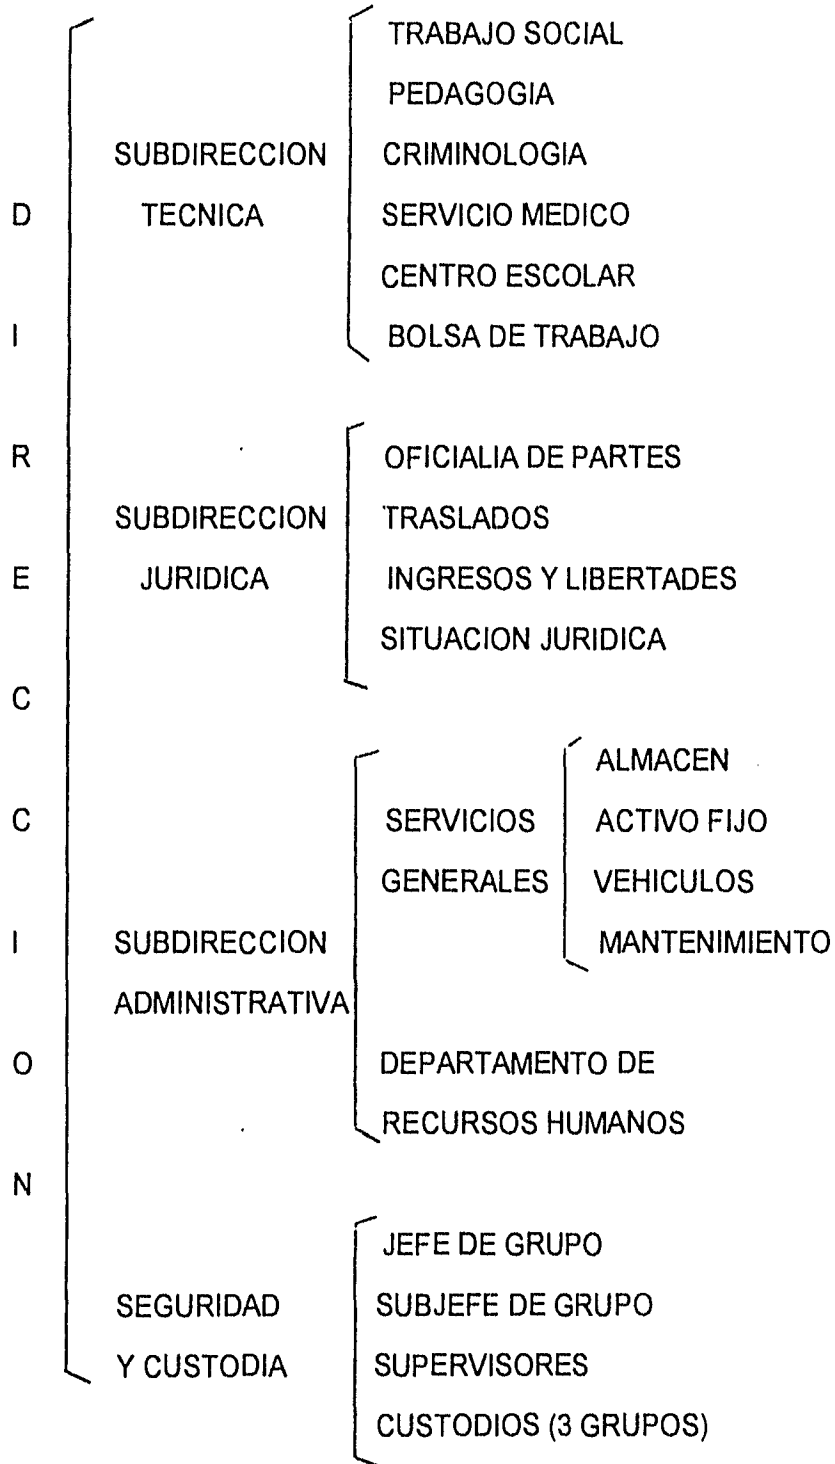 DIRECCION
SUBDIRECCION
TECNICA
TRABAJO SOCIAL
PEDAGOGIA
CRIMINOLOGIA
SERVICIO MEDICO
CENTRO ESCOLAR
BOLSA DE TRABAJO
SUBDIRECCION
JURIDICA
OFICIALIA DE PARTES
TRASLADOS
INGRESOS Y LIBERTADES
SITUACION JURIDICA
SUBDIRECCION
ADMINISTRATIVA
SERVICIOS
GENERALES
ALMACEN
ACTIVO FIJO
VEHICULOS
MANTENIMIENTO
DEPARTAMENTO DE
RECURSOS HUMANOS
SEGURIDAD
Y CUSTODIA
JEFE DE GRUPO
SUBJEFE DE GRUPO
SUPERVISORES
CUSTODIOS (3 GRUPOS)